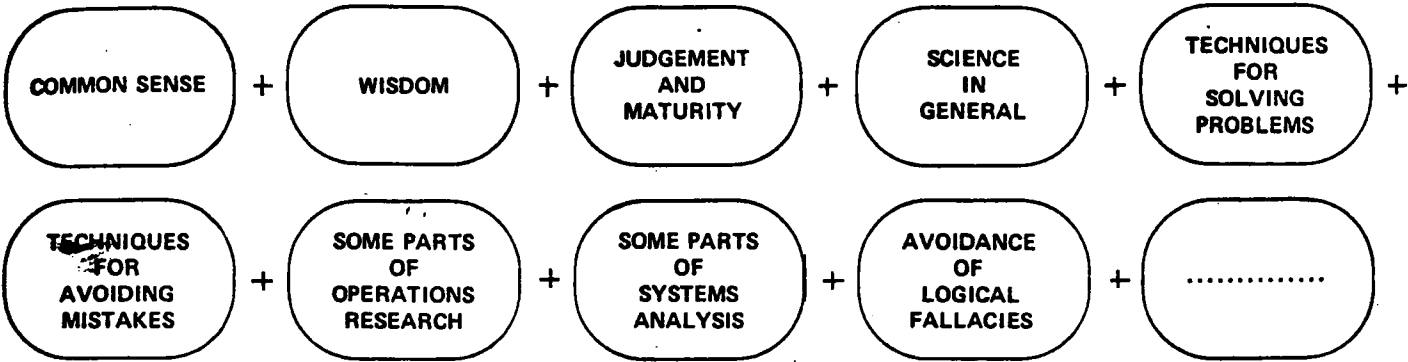 COMMON SENSE + WISDOM + JUDGEMENT AND MATURITY + SCIENCE IN GENERAL + TECHNIQUES FOR SOLVING PROBLEMS +
TECHNIQUES FOR AVOIDING MISTAKES + SOME PARTS OF OPERATIONS RESEARCH + SOME PARTS OF SYSTEMS ANALYSIS + AVOIDANCE OF LOGICAL FALLACIES + ..............